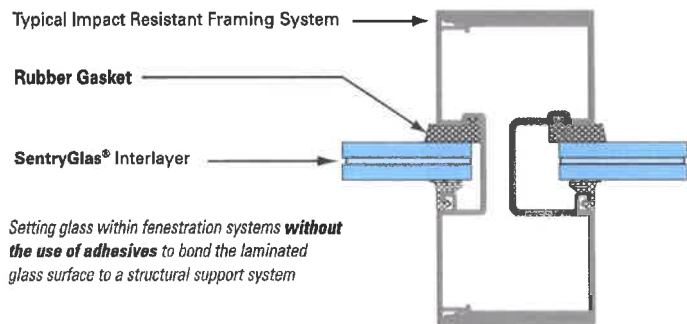 Typical Impact Resistant Framing System
Rubber Gasket
SentryGlas® Interlayer
Setting glass within fenestration systems without
the use of adhesives to bond the laminated
glass surface to a structural support system